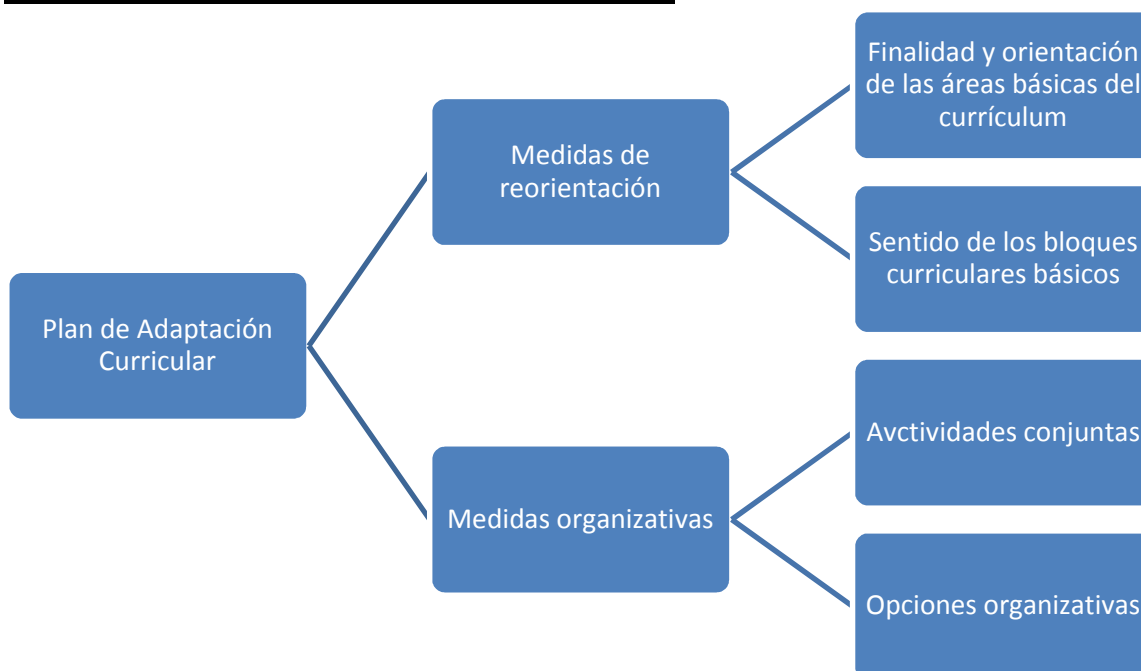 Finalidad y orientación
de las áreas básicas del
currículum
Medidas de
reorientación
Sentido de los bloques
curriculares básicos
Plan de Adaptación
Curricular
Avctividades conjuntas
Medidas organizativas
Opciones organizativas